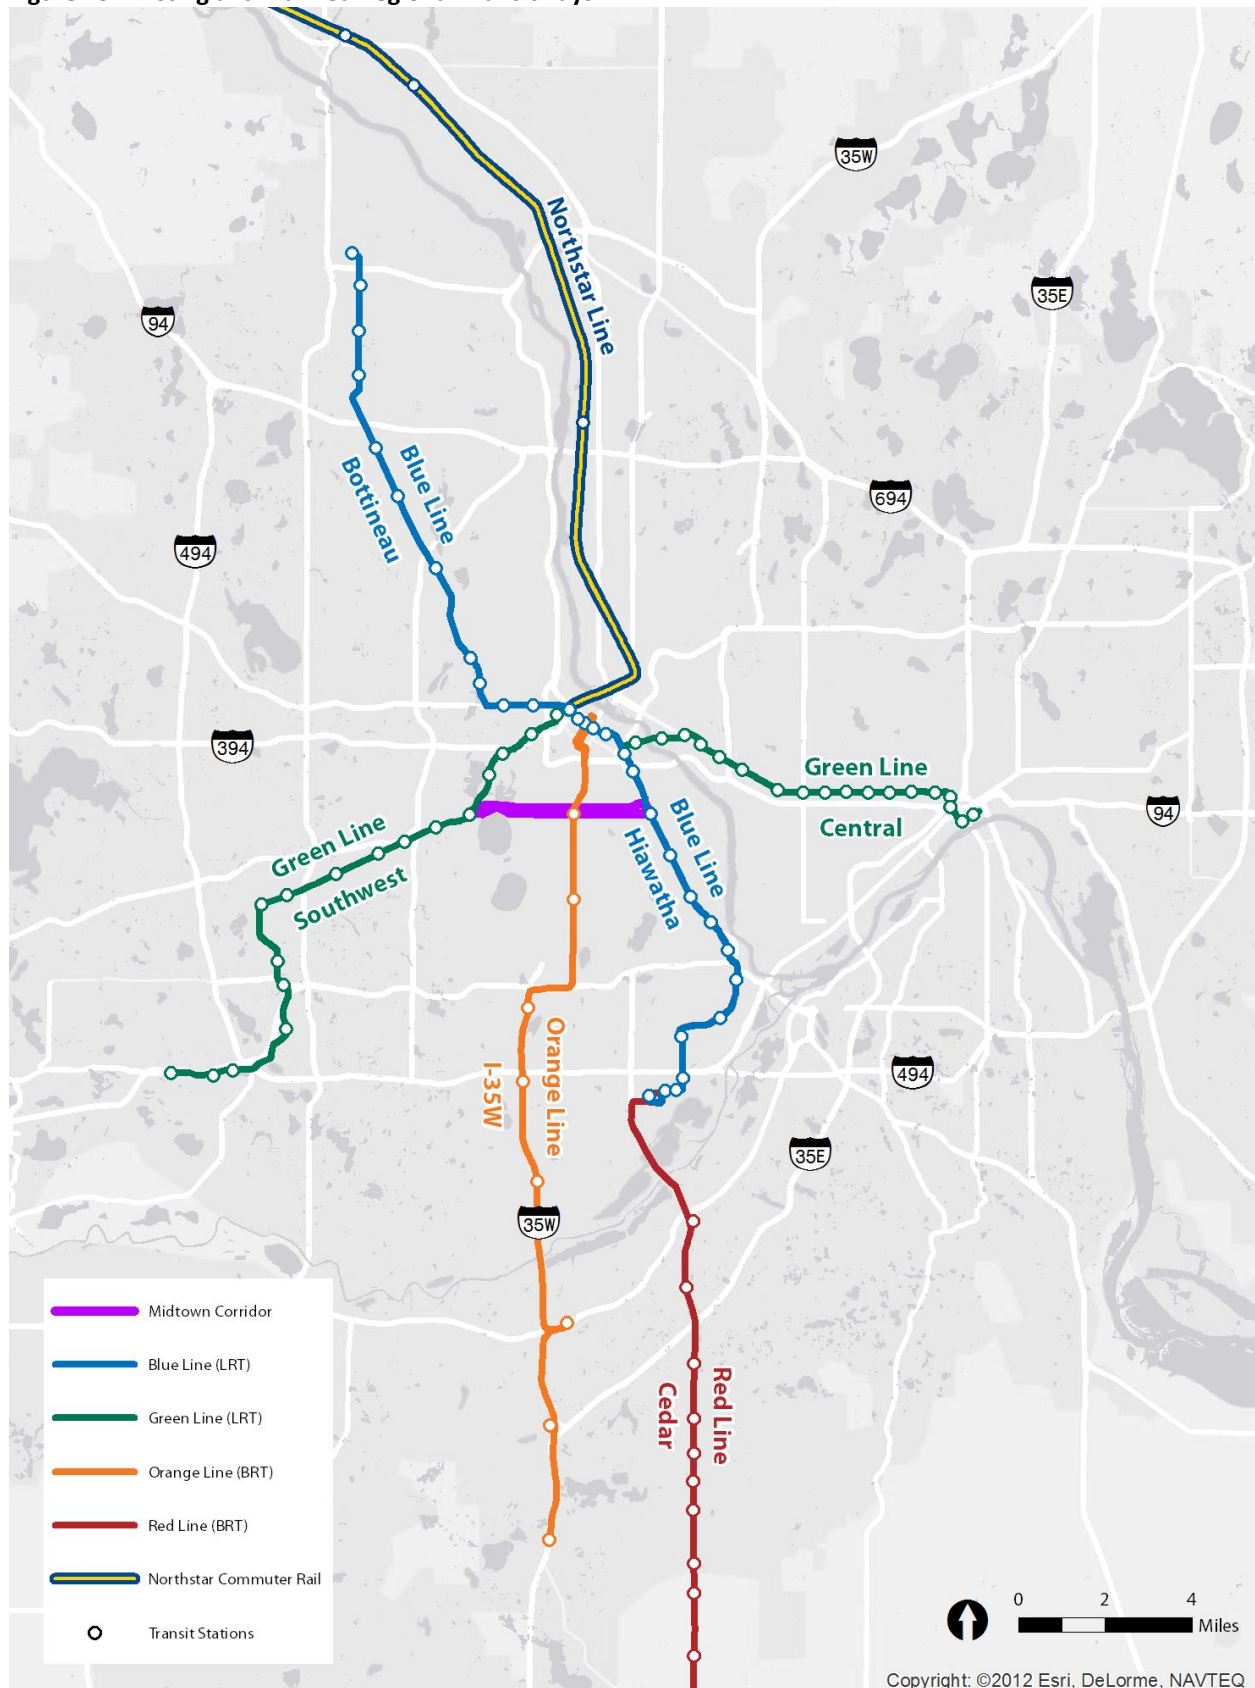 35W
Northstar Line
35E
94
Blue Line
Bottineau
694
494
394
Green Line
Central
94
Blue Line
Hiawatha
Green Line
Southwest
Orange Line
I-35W
494
35E
35W
Red Line
Cedar
Midtown Corridor
Blue Line (LRT)
Green Line (LRT)
Orange Line (BRT)
Red Line (BRT)
Northstar Commuter Rail
Transit Stations
0 2 4
Miles
Copyright: ©2012 Esri, DeLorme, NAVTEQ